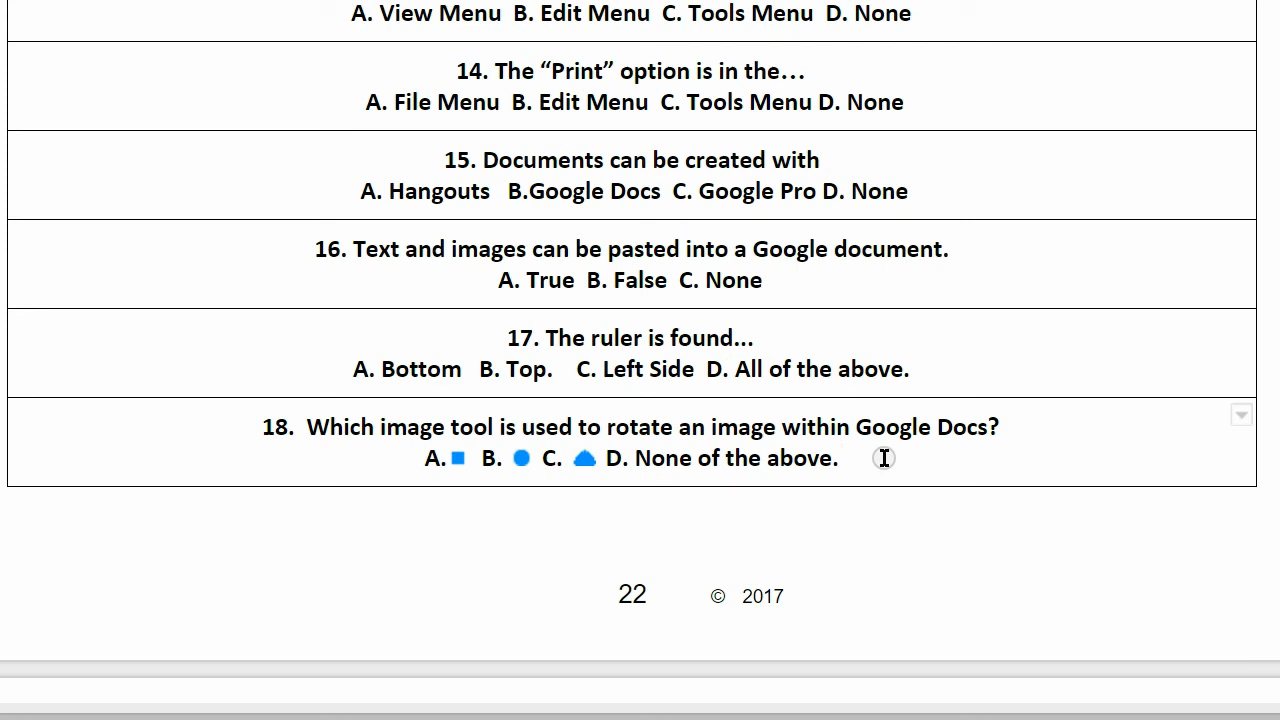 A. View Menu B. Edit Menu C. Tools Menu D. None
14. The “Print” option is in the…
A. File Menu B. Edit Menu C. Tools Menu D. None
15. Documents can be created with
A. Hangouts B.Google Docs C. Google Pro D. None
16. Text and images can be pasted into a Google document.
A. True B. False C. None
17. The ruler is found...
A. Bottom B. Top. C. Left Side D. All of the above.
18. Which image tool is used to rotate an image within Google Docs?
A. B. C. D. None of the above.
22 © 2017